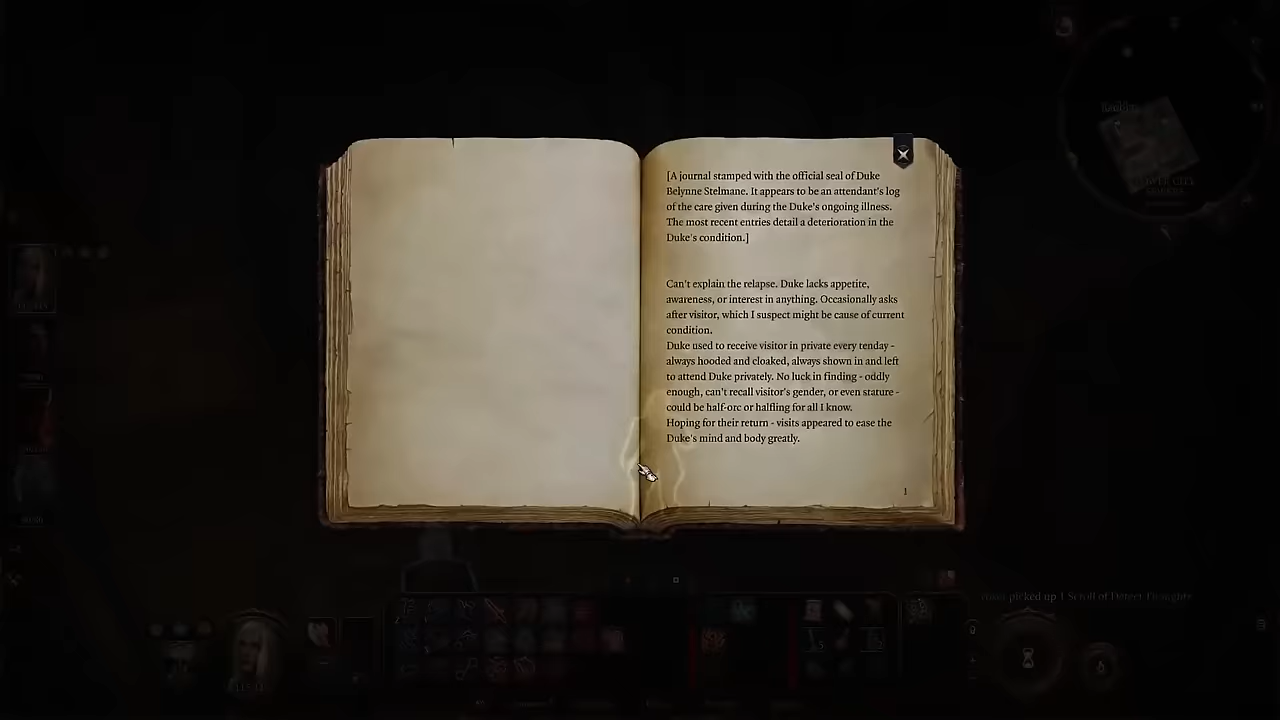 [A journal stamped with the official seal of Duke
Belynne Stelmane. It appears to be an attendant's log
of the care given during the Duke's ongoing illness.
The most recent entries detail a deterioration in the
Duke's condition.]
Can't explain the relapse. Duke lacks appetite,
awareness, or interest in anything. Occasionally asks
after visitor, which I suspect might be cause of current
condition.
Duke used to receive visitor in private every tenday -
always hooded and cloaked, always shown in and left
to attend Duke privately. No luck in finding - oddly
enough, can't recall visitor's gender, or even stature -
could be half-orc or halfling for all I know.
Hoping for their return - visits appeared to ease the
Duke's mind and body greatly.
1
picked up 1 Scroll of Detect Thoughts